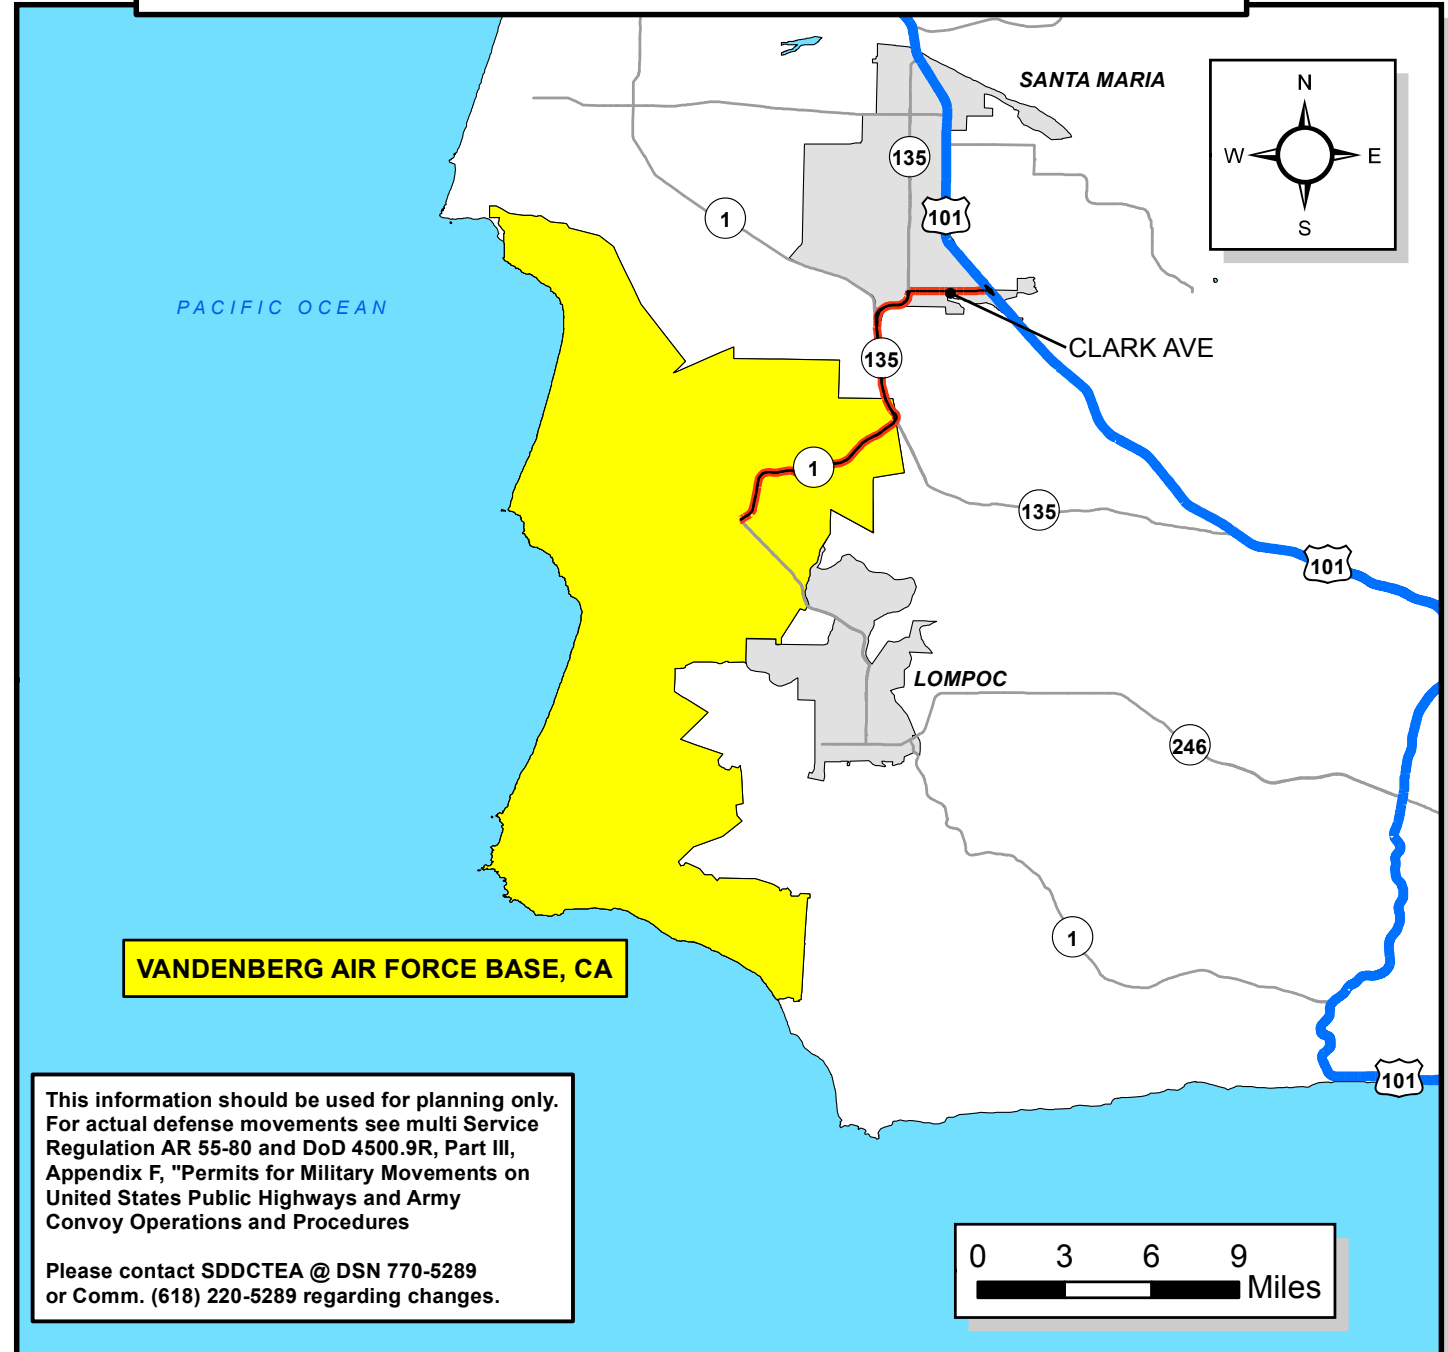 SANTA MARIA
N
W
E
S
135
1
101
PACIFIC OCEAN
CLARK AVE
135
1
135
101
LOMPOC
246
1
VANDENBERG AIR FORCE BASE, CA
101
This information should be used for planning only.
For actual defense movements see multi Service
Regulation AR 55-80 and DoD 4500.9R, Part III,
Appendix F, "Permits for Military Movements on
United States Public Highways and Army
Convoy Operations and Procedures
Please contact SDDCTEA @ DSN 770-5289
or Comm. (618) 220-5289 regarding changes.
0 3 6 9
Miles